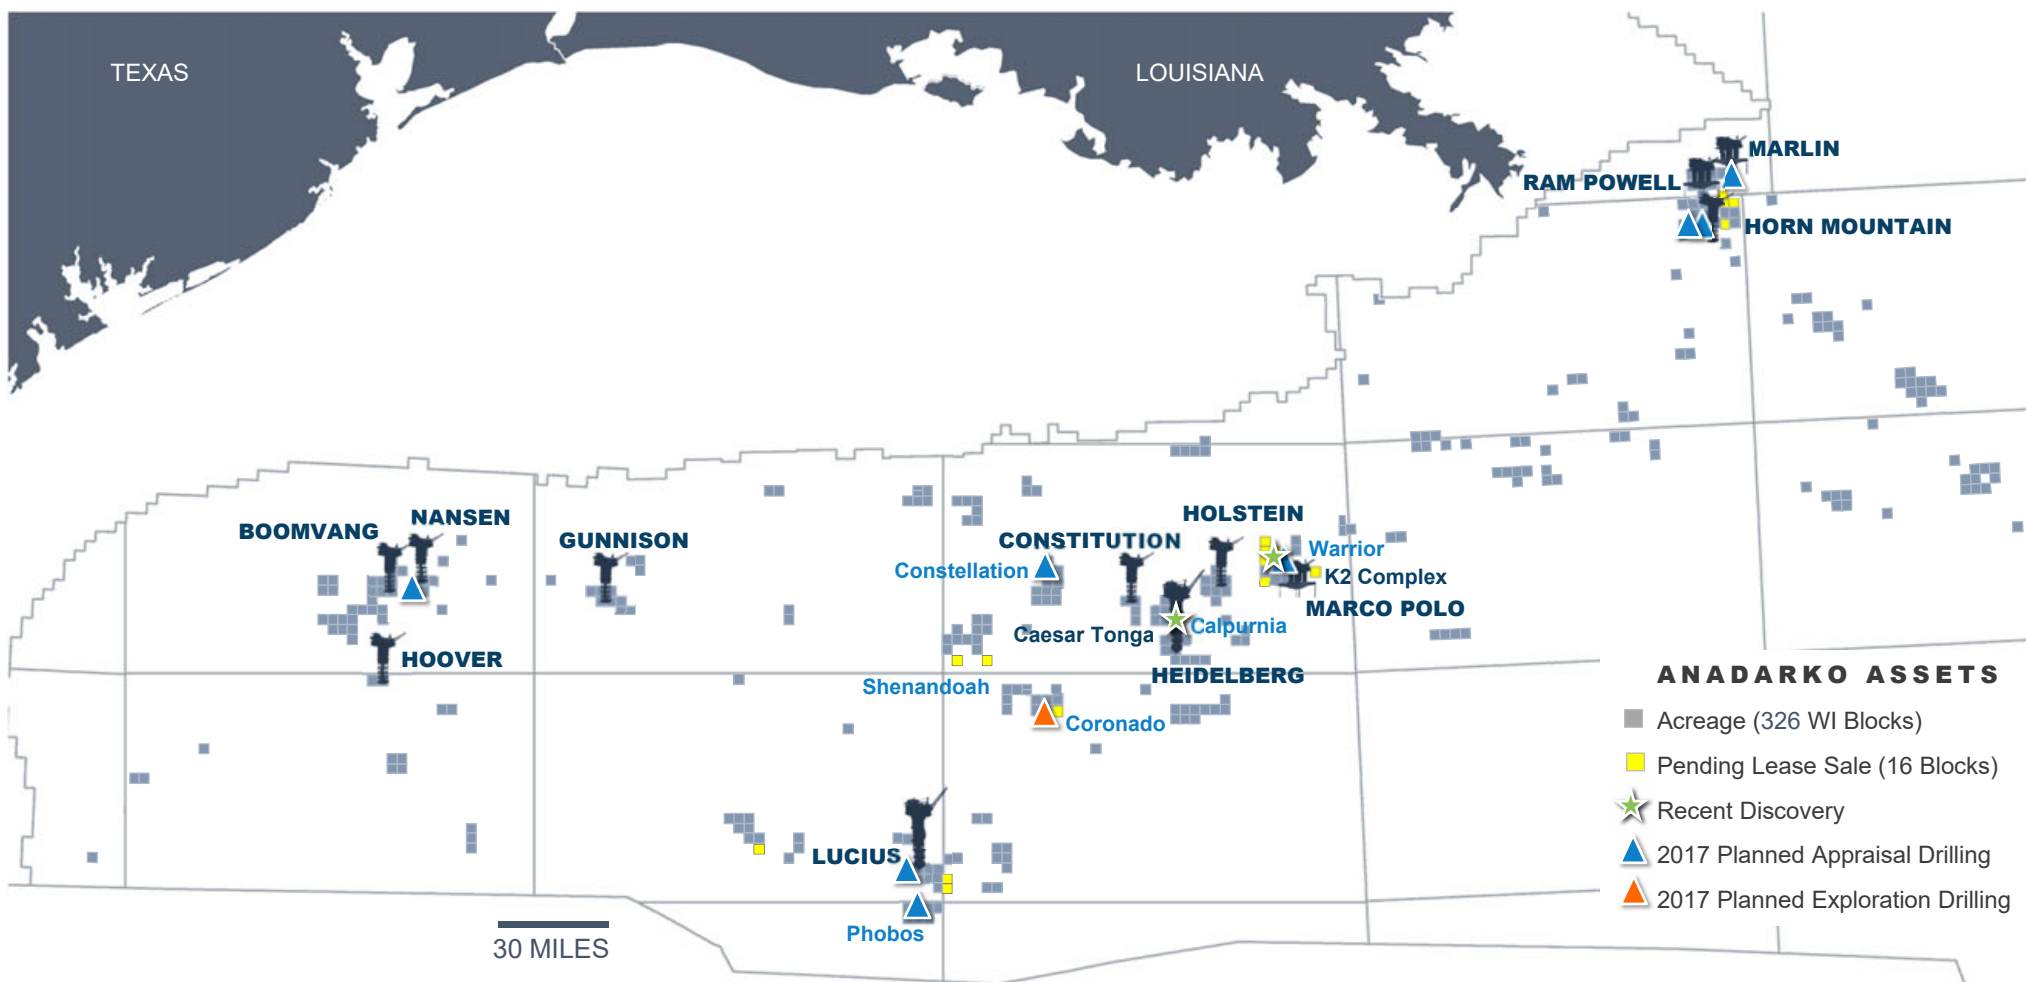 TEXAS
LOUISIANA
MARLIN
RAM POWELL
HORN MOUNTAIN
BOOMVANG
NANSEN
GUNNISON
HOOVER
CONSTITUTION
Constellation
HOLSTEIN
Warrior
K2 Complex
MARCO POLO
Caesar Tonga
Calpurnia
HEIDELBERG
Shenandoah
Coronado
LUCIUS
Phobos
30 MILES
ANADARKO ASSETS
Acreage (326 WI Blocks)
Pending Lease Sale (16 Blocks)
Recent Discovery
2017 Planned Appraisal Drilling
2017 Planned Exploration Drilling